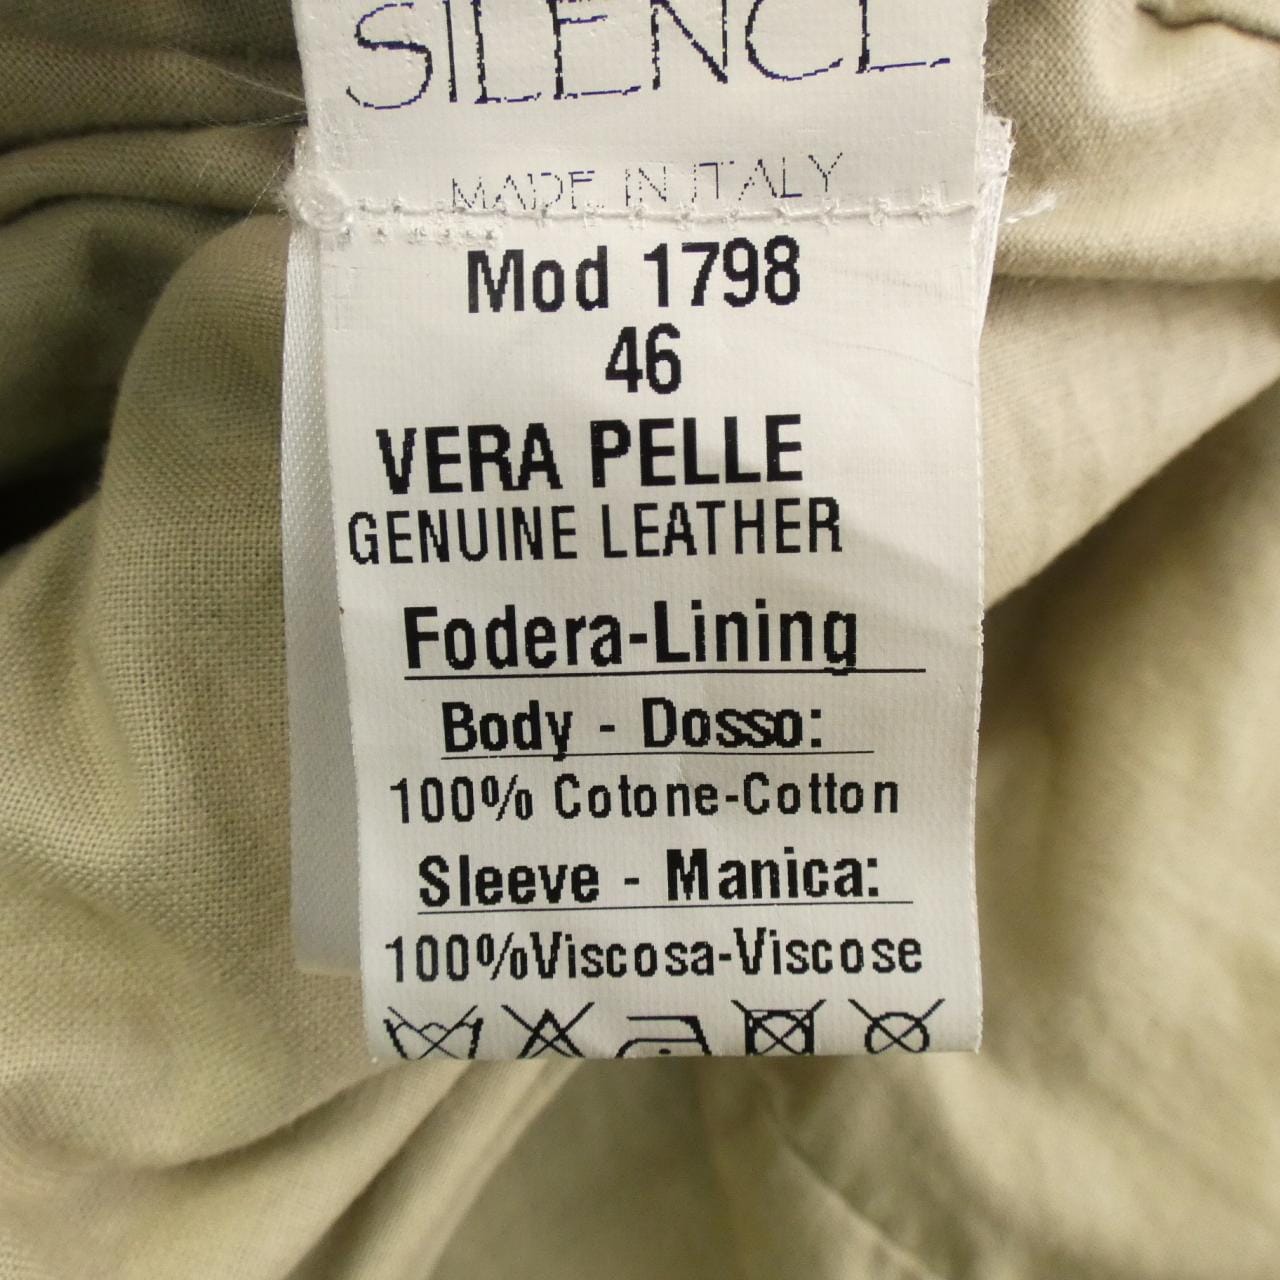 SILENCE
MADE IN ITALY
Mod 1798
46
VERA PELLE
GENUINE LEATHER
Fodera-Lining
Body - Dosso:
100% Cotone-Cotton
Sleeve - Manica:
100%Viscosa-Viscose